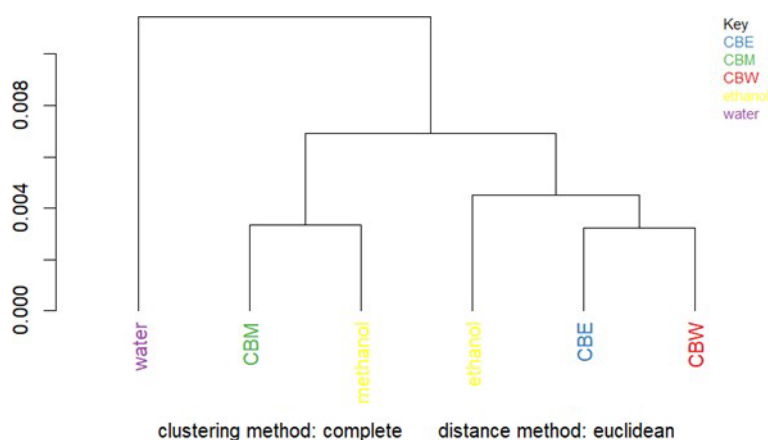 Key
CBE
CBM
CBW
ethanol
water
0.008
0.004
0.000
water
CBM
methanol
ethanol
CBE
CBW
clustering method: complete distance method: euclidean